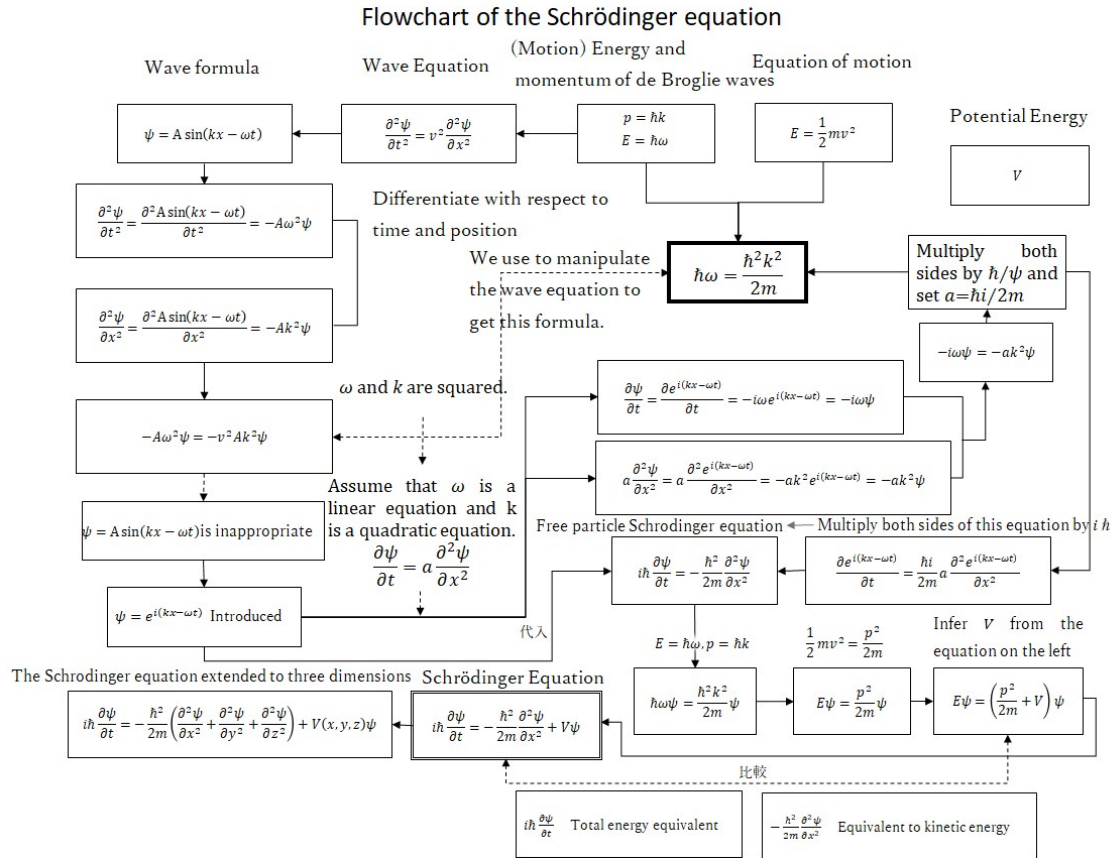 Flowchart of the Schrödinger equation
Wave formula
Wave Equation
(Motion) Energy and
momentum of de Broglie waves
Equation of motion
Potential Energy
ψ = A sin(kx − ωt)
∂²ψ/∂t² = v² ∂²ψ/∂x²
p = ħk
E = ħω
E = 1/2 mv²
V
∂²ψ/∂t² = ∂²A sin(kx − ωt)/∂t² = −Aω²ψ
Differentiate with respect to
time and position
We use to manipulate
the wave equation to
get this formula.
ħω = ħ²k²/2m
Multiply both
sides by ħ/ψ and
set a=ħi/2m
∂²ψ/∂x² = ∂²A sin(kx − ωt)/∂x² = −Ak²ψ
−iωψ = −ak²ψ
ω and k are squared.
∂ψ/∂t = ∂e^{i(kx−ωt)}/∂t = −iωe^{i(kx−ωt)} = −iωψ
−Aω²ψ = −v²Ak²ψ
a ∂²ψ/∂x² = a ∂²e^{i(kx−ωt)}/∂x² = −ak²e^{i(kx−ωt)} = −ak²ψ
Assume that ω is a
linear equation and k
is a quadratic equation.
∂ψ/∂t = a ∂²ψ/∂x²
ψ = A sin(kx − ωt) is inappropriate
Free particle Schrodinger equation
Multiply both sides of this equation by i ħ
iħ ∂ψ/∂t = − ħ²/2m ∂²ψ/∂x²
∂e^{i(kx−ωt)}/∂t = ħi/2m a ∂²e^{i(kx−ωt)}/∂x²
ψ = e^{i(kx−ωt)} Introduced
代入
E = ħω, p = ħk
1/2 mv² = p²/2m
Infer V from the
equation on the left
The Schrodinger equation extended to three dimensions
Schrödinger Equation
iħ ∂ψ/∂t = − ħ²/2m (∂²ψ/∂x² + ∂²ψ/∂y² + ∂²ψ/∂z²) + V(x, y, z)ψ
iħ ∂ψ/∂t = − ħ²/2m ∂²ψ/∂x² + Vψ
ħωψ = ħ²k²/2m ψ
Eψ = p²/2m ψ
Eψ = (p²/2m + V) ψ
比較
iħ ∂ψ/∂t Total energy equivalent
− ħ²/2m ∂²ψ/∂x² Equivalent to kinetic energy